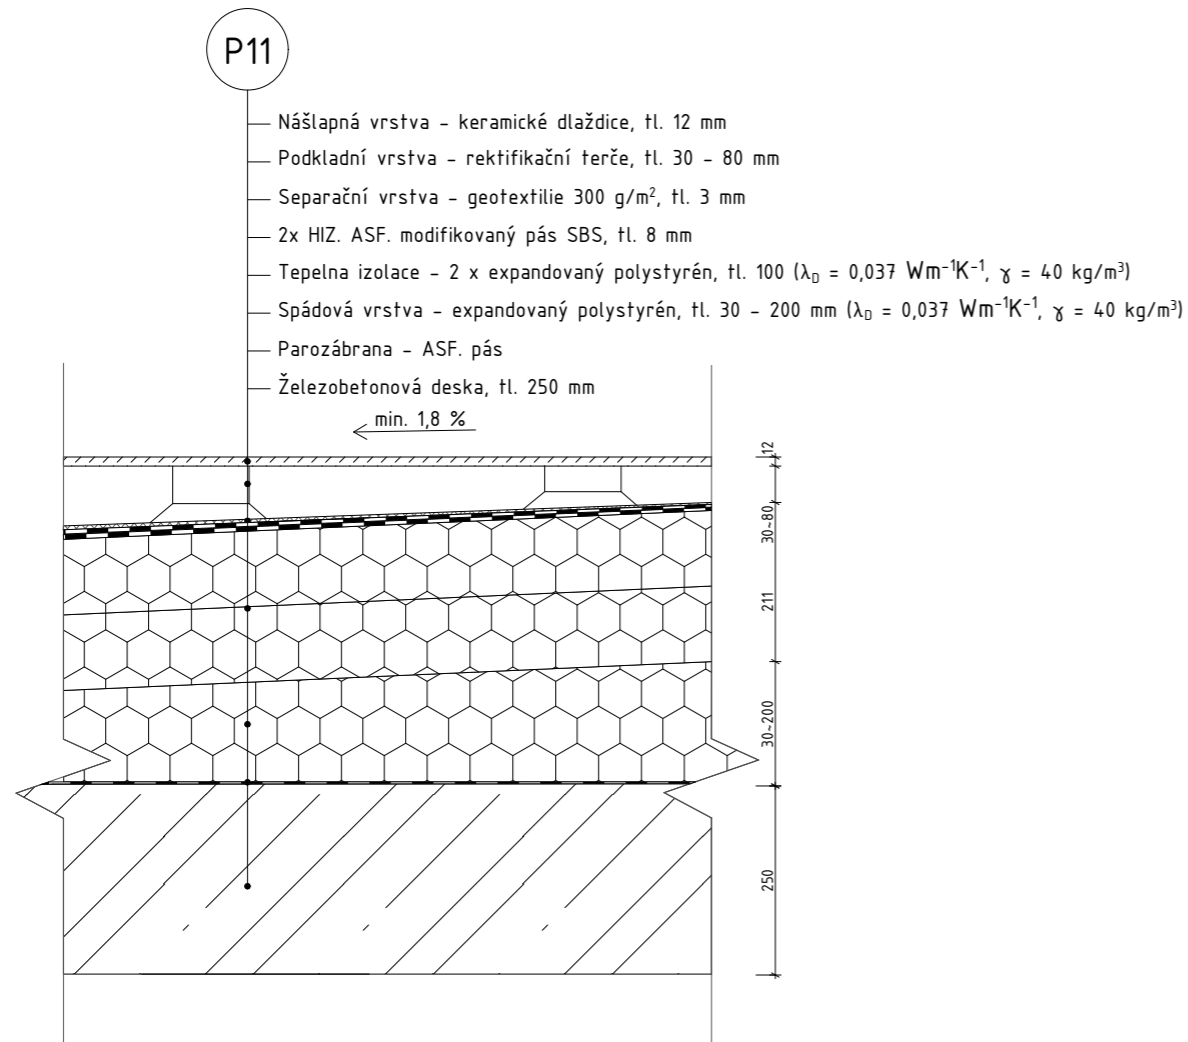 P11
Nášlapná vrstva - keramické dlaždice, tl. 12 mm
Podkladní vrstva - rektifikační terče, tl. 30 - 80 mm
Separační vrstva - geotextilie 300 g/m², tl. 3 mm
2x HIZ. ASF. modifikovaný pás SBS, tl. 8 mm
Tepelna izolace - 2 x expandovaný polystyrén, tl. 100 (λD = 0,037 Wm⁻¹K⁻¹, γ = 40 kg/m³)
Spádová vrstva - expandovaný polystyrén, tl. 30 - 200 mm (λD = 0,037 Wm⁻¹K⁻¹, γ = 40 kg/m³)
Parozábrana - ASF. pás
Železobetonová deska, tl. 250 mm
min. 1,8 %
12
30~80
211
30~200
250